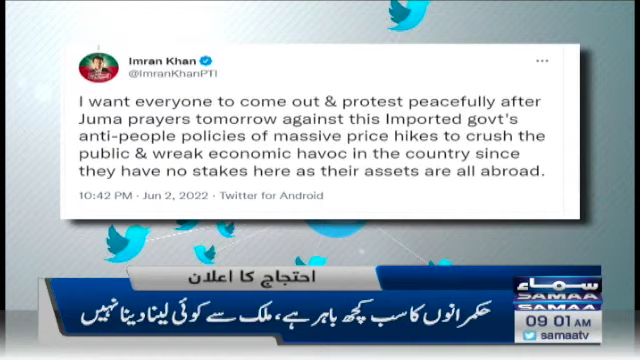 Imran Khan
@ImranKhanPTI
I want everyone to come out & protest peacefully after
Juma prayers tomorrow against this Imported govt's
anti-people policies of massive price hikes to crush the
public & wreak economic havoc in the country since
they have no stakes here as their assets are all abroad.
10:42 PM · Jun 2, 2022 · Twitter for Android
احتجاج کا اعلان
حکمرانوں کا سب کچھ باہر ہے، ملک سے کوئی لینا دینا نہیں
سماء
SAMAA
SAMAA
09 01 AM
samaatv